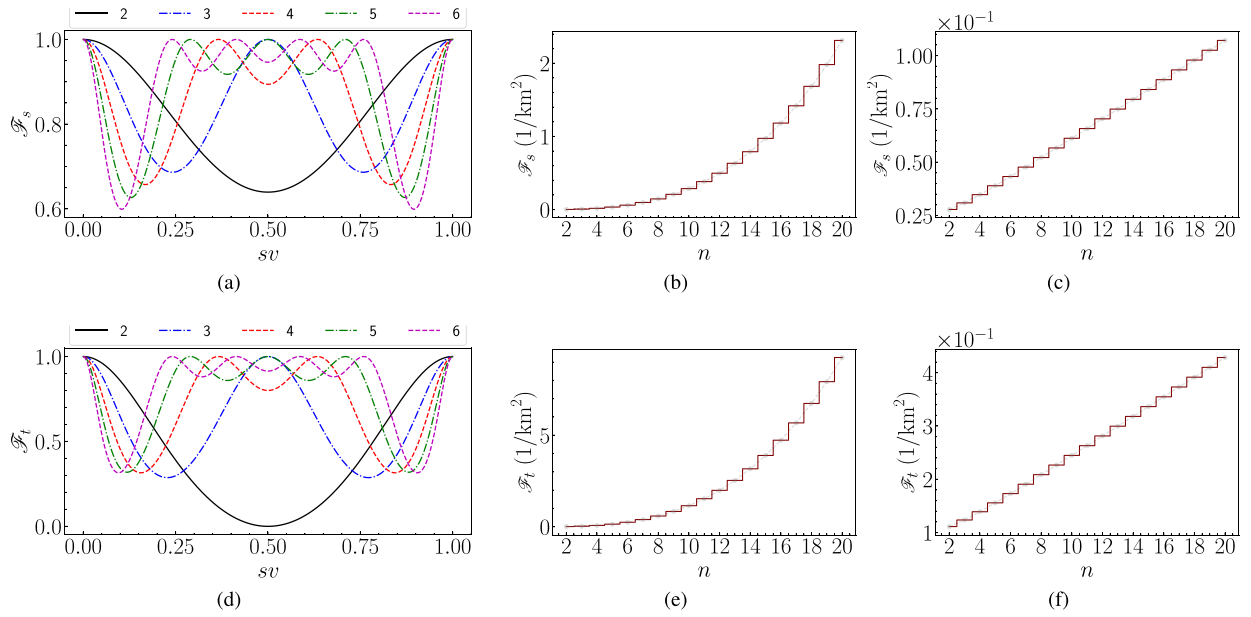 2 3 4 5 6
1.0
0.8
0.6
ℱs
0.00 0.25 0.50 0.75 1.00
sv
(a)
2
1
0
ℱs (1/km²)
2 4 6 8 10 12 14 16 18 20
n
(b)
×10⁻¹
1.00
0.75
0.50
0.25
ℱs (1/km²)
2 4 6 8 10 12 14 16 18 20
n
(c)
2 3 4 5 6
1.0
0.5
0.0
ℱt
0.00 0.25 0.50 0.75 1.00
sv
(d)
5
0
ℱt (1/km²)
2 4 6 8 10 12 14 16 18 20
n
(e)
×10⁻¹
4
3
2
1
ℱt (1/km²)
2 4 6 8 10 12 14 16 18 20
n
(f)